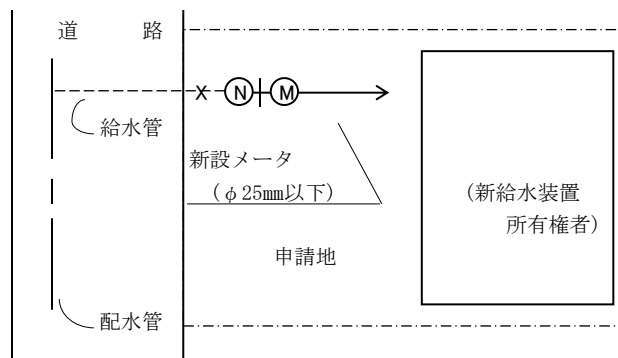 道　路
X N M
給水管
新設メータ
（φ25㎜以下）
（新給水装置
所有権者）
申請地
配水管